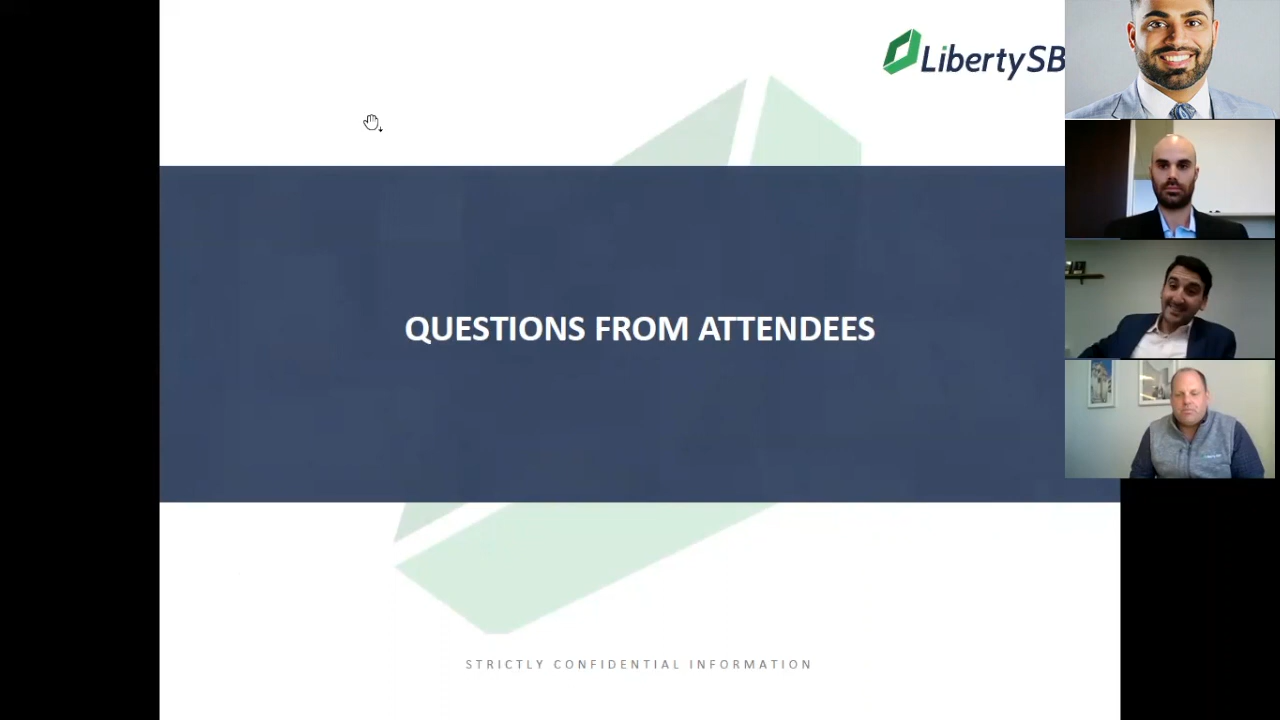 LibertySB
QUESTIONS FROM ATTENDEES
STRICTLY CONFIDENTIAL INFORMATION